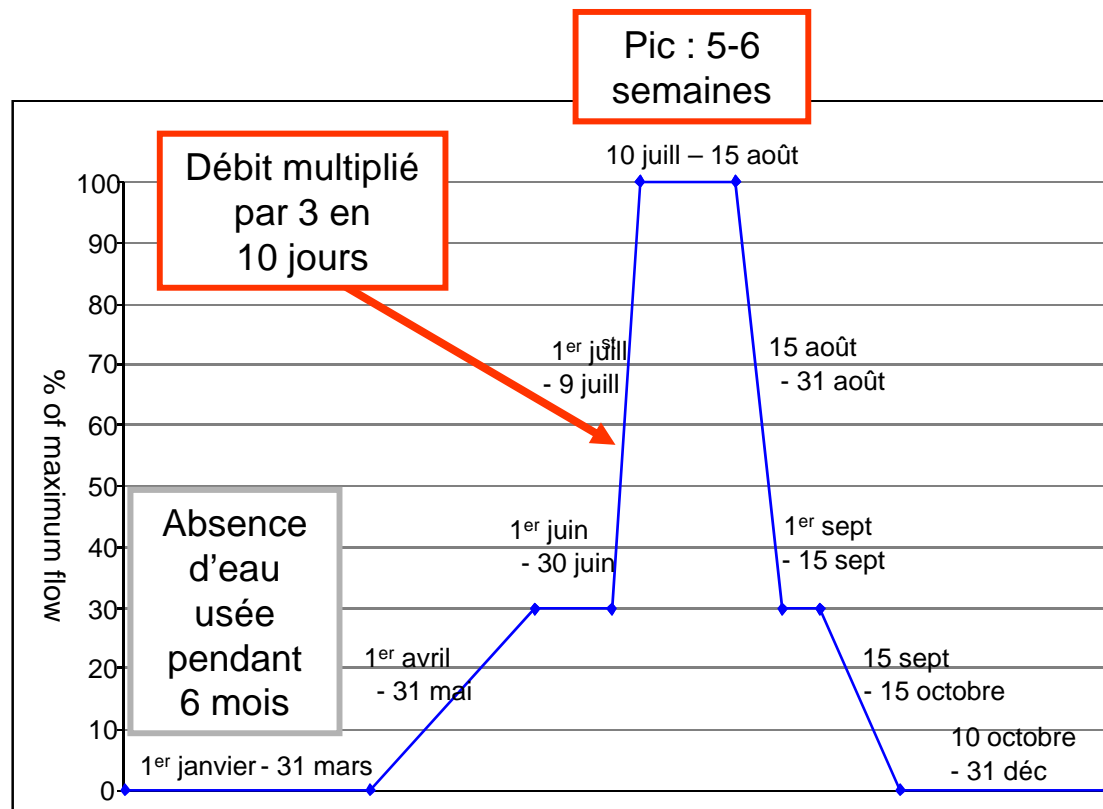 Pic : 5-6
semaines
10 juill – 15 août
Débit multiplié
par 3 en
10 jours
100
90
80
70
60
50
40
30
20
10
0
% of maximum flow
1er juill st
- 9 juill
15 août
- 31 août
Absence
d'eau
usée
pendant
6 mois
1er juin
- 30 juin
1er sept
- 15 sept
1er avril
- 31 mai
15 sept
- 15 octobre
1er janvier - 31 mars
10 octobre
- 31 déc